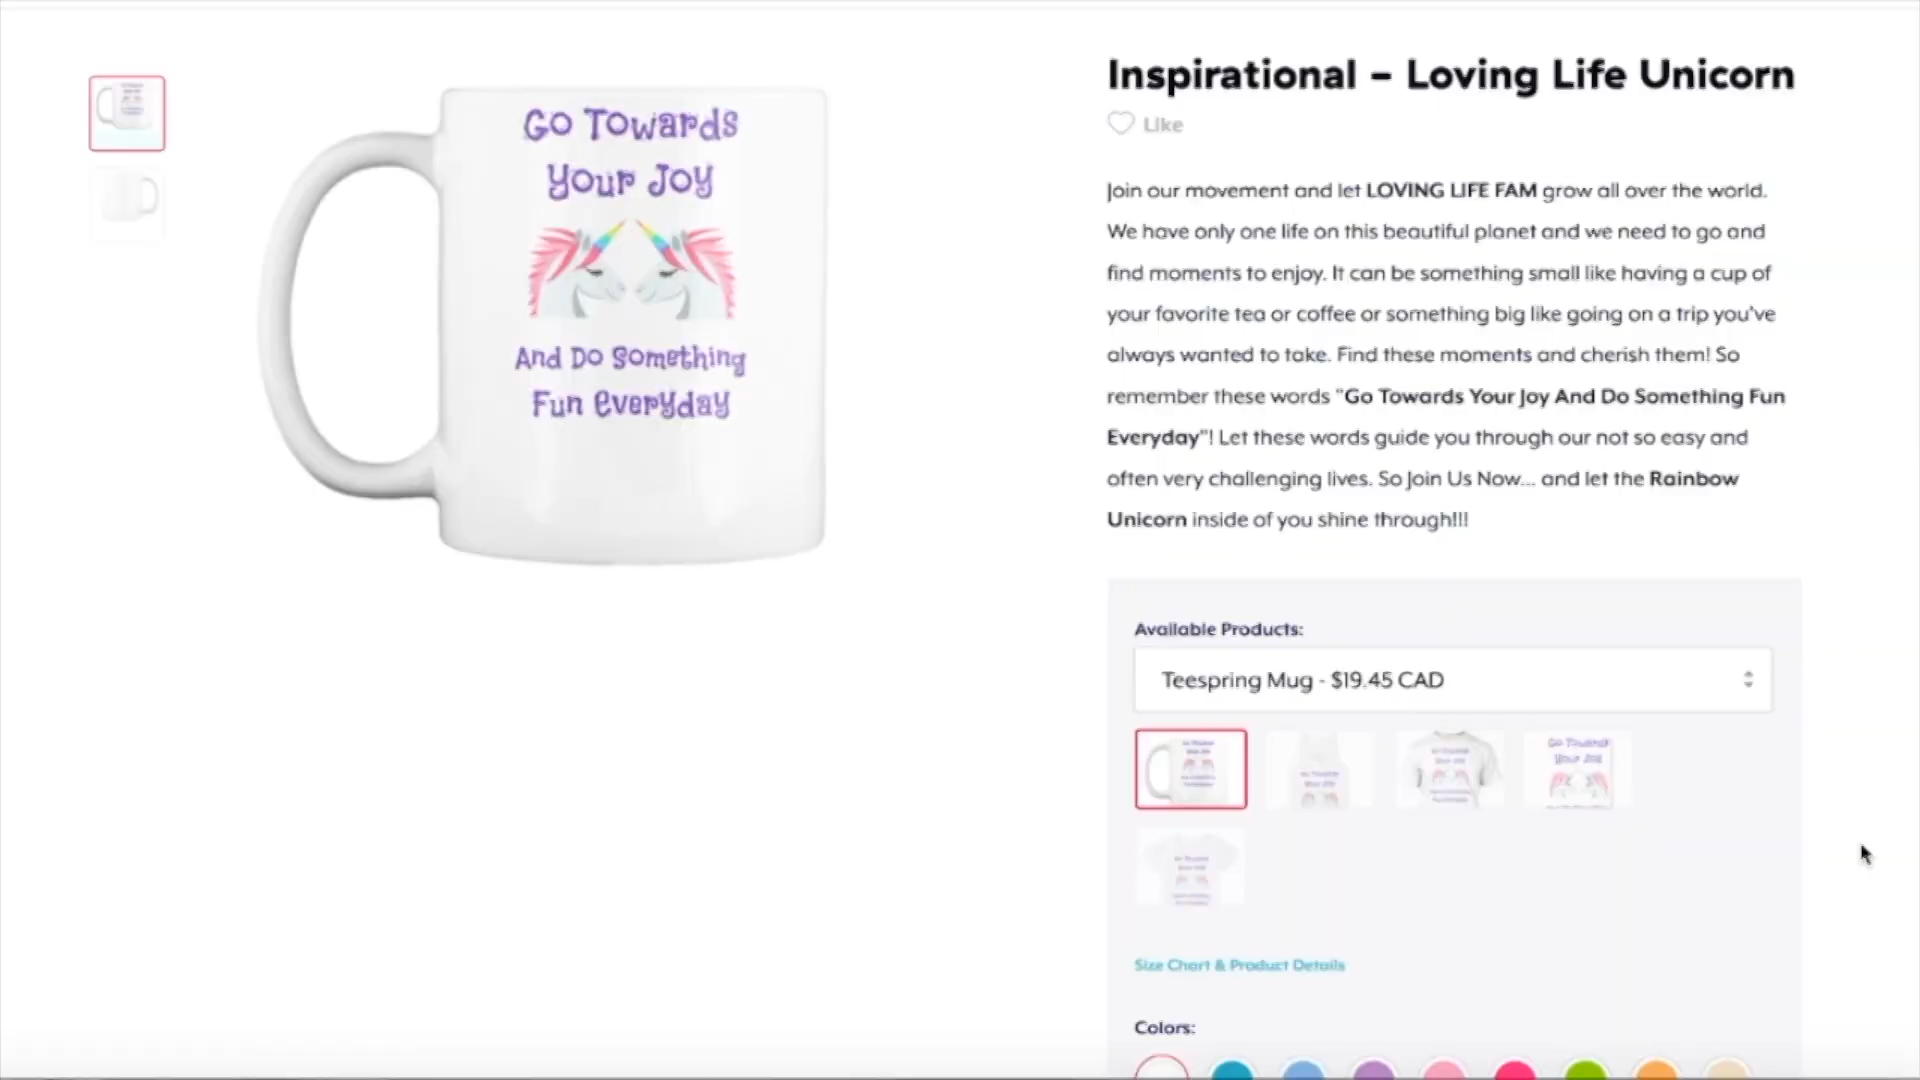 Go Towards
Your Joy
And Do Something
Fun Everyday
Inspirational – Loving Life Unicorn
Like
Join our movement and let LOVING LIFE FAM grow all over the world.
We have only one life on this beautiful planet and we need to go and
find moments to enjoy. It can be something small like having a cup of
your favorite tea or coffee or something big like going on a trip you've
always wanted to take. Find these moments and cherish them! So
remember these words "Go Towards Your Joy And Do Something Fun
Everyday"! Let these words guide you through our not so easy and
often very challenging lives. So Join Us Now... and let the Rainbow
Unicorn inside of you shine through!!!
Available Products:
Teespring Mug - $19.45 CAD
Go Towards
Your Joy
Size Chart & Product Details
Colors: